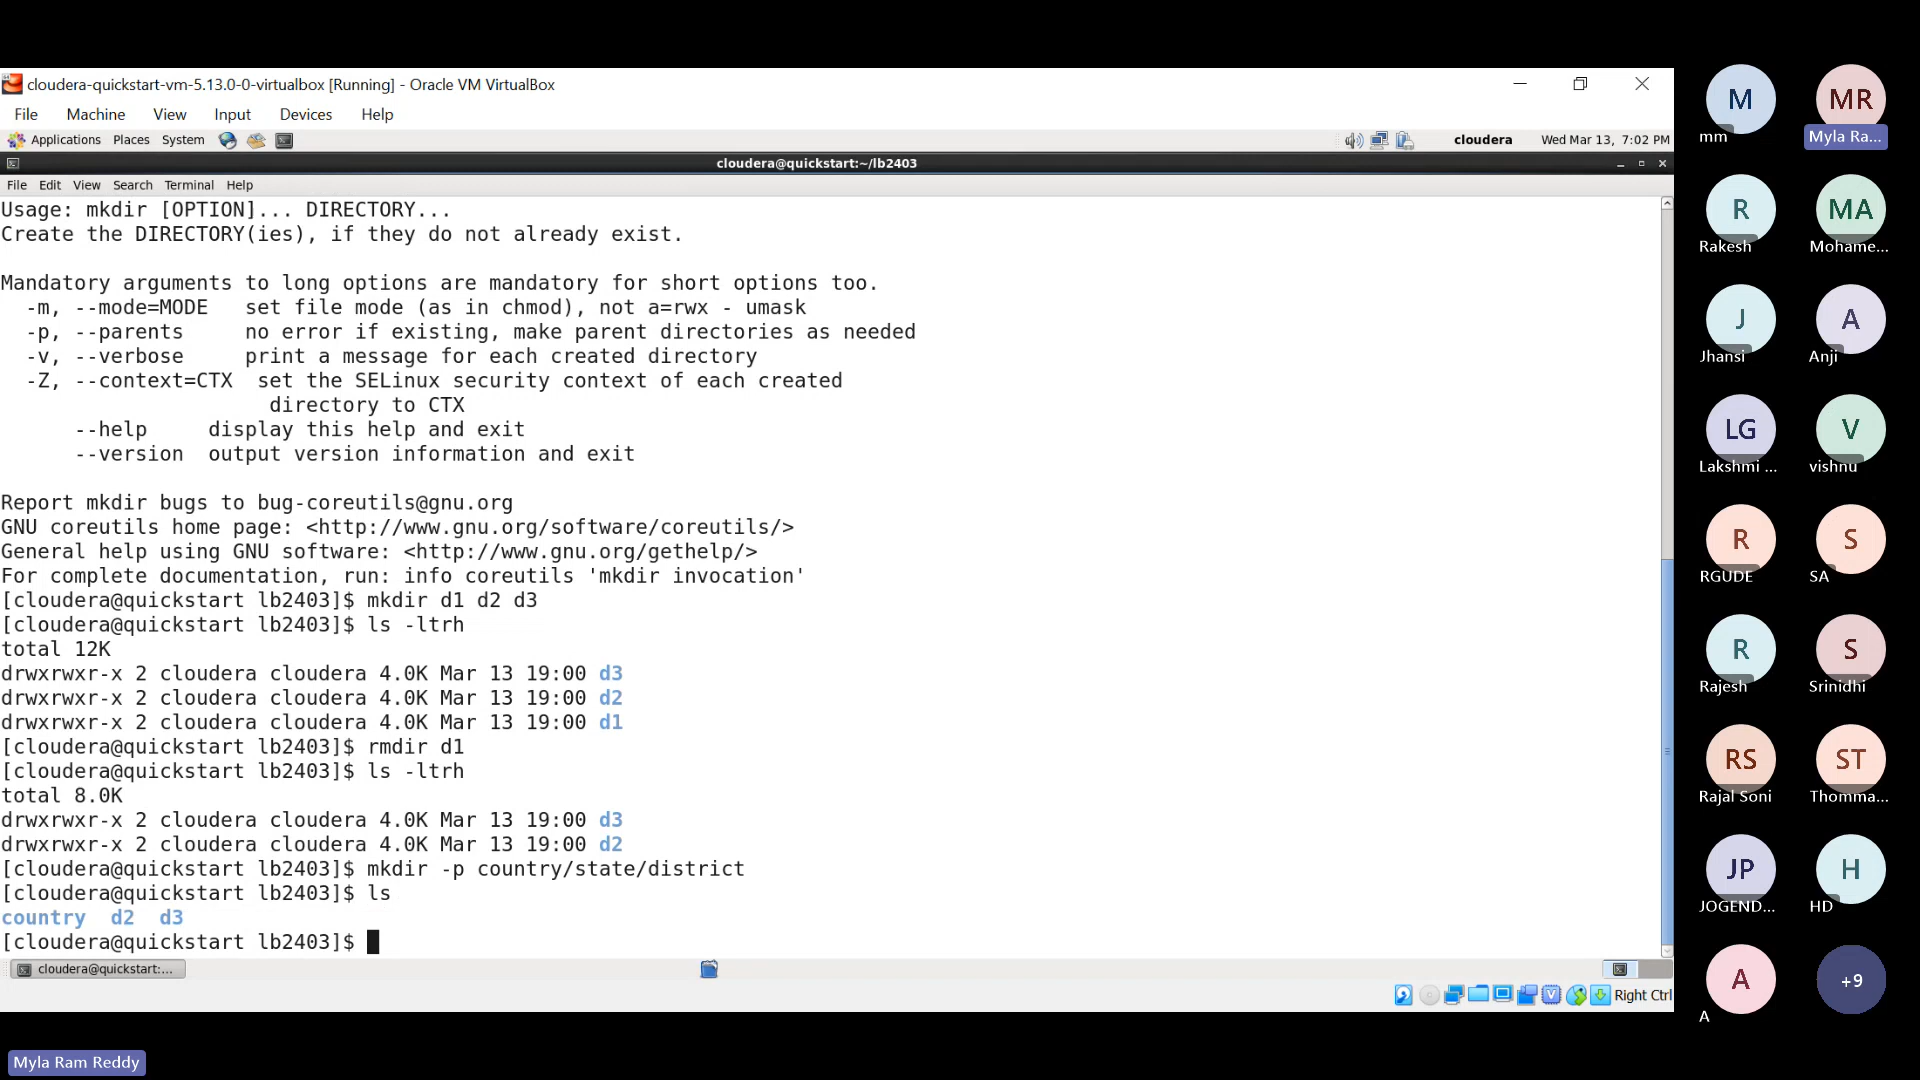 cloudera-quickstart-vm-5.13.0-0-virtualbox [Running] - Oracle VM VirtualBox
File Machine View Input Devices Help
Applications Places System cloudera Wed Mar 13, 7:02 PM
cloudera@quickstart:~/lb2403
File Edit View Search Terminal Help
Usage: mkdir [OPTION]... DIRECTORY...
Create the DIRECTORY(ies), if they do not already exist.
Mandatory arguments to long options are mandatory for short options too.
-m, --mode=MODE set file mode (as in chmod), not a=rwx - umask
-p, --parents no error if existing, make parent directories as needed
-v, --verbose print a message for each created directory
-Z, --context=CTX set the SELinux security context of each created
directory to CTX
--help display this help and exit
--version output version information and exit
Report mkdir bugs to bug-coreutils@gnu.org
GNU coreutils home page: <http://www.gnu.org/software/coreutils/>
General help using GNU software: <http://www.gnu.org/gethelp/>
For complete documentation, run: info coreutils 'mkdir invocation'
[cloudera@quickstart lb2403]$ mkdir d1 d2 d3
[cloudera@quickstart lb2403]$ ls -ltrh
total 12K
drwxrwxr-x 2 cloudera cloudera 4.0K Mar 13 19:00 d3
drwxrwxr-x 2 cloudera cloudera 4.0K Mar 13 19:00 d2
drwxrwxr-x 2 cloudera cloudera 4.0K Mar 13 19:00 d1
[cloudera@quickstart lb2403]$ rmdir d1
[cloudera@quickstart lb2403]$ ls -ltrh
total 8.0K
drwxrwxr-x 2 cloudera cloudera 4.0K Mar 13 19:00 d3
drwxrwxr-x 2 cloudera cloudera 4.0K Mar 13 19:00 d2
[cloudera@quickstart lb2403]$ mkdir -p country/state/district
[cloudera@quickstart lb2403]$ ls
country d2 d3
[cloudera@quickstart lb2403]$
cloudera@quickstart:...
Right Ctrl
M MR
mm Myla Ra...
R MA
Rakesh Mohame...
J A
Jhansi Anji
LG V
Lakshmi ... vishnu
R S
RGUDE SA
R S
Rajesh Srinidhi
RS ST
Rajal Soni Thomma...
JP H
JOGEND... HD
A +9
A
Myla Ram Reddy